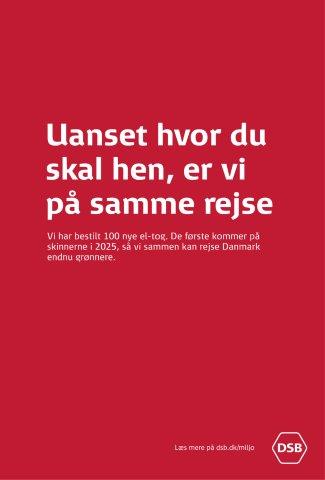 Uanset hvor du
skal hen, er vi
på samme rejse
Vi har bestilt 100 nye el-tog. De første kommer på
skinnerne i 2025, så vi sammen kan rejse Danmark
endnu grønnere.
Læs mere på dsb.dk/miljo
DSB